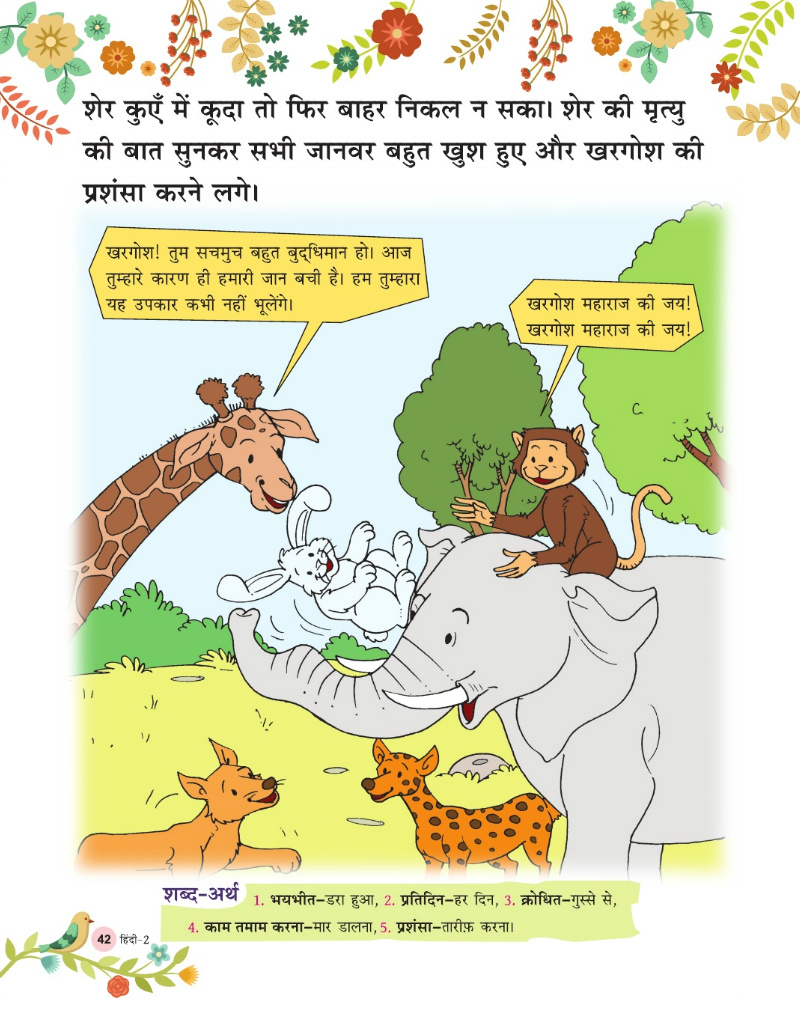 शेर कुएँ में कूदा तो फिर बाहर निकल न सका। शेर की मृत्यु
की बात सुनकर सभी जानवर बहुत खुश हुए और खरगोश की
प्रशंसा करने लगे।
खरगोश! तुम सचमुच बहुत बुद्धिमान हो। आज
तुम्हारे कारण ही हमारी जान बची है। हम तुम्हारा
यह उपकार कभी नहीं भूलेंगे।
खरगोश महाराज की जय!
खरगोश महाराज की जय!
शब्द-अर्थ
1. भयभीत–डरा हुआ, 2. प्रतिदिन–हर दिन, 3. क्रोधित–गुस्से से,
4. काम तमाम करना–मार डालना, 5. प्रशंसा–तारीफ़ करना।
42 हिंदी-2